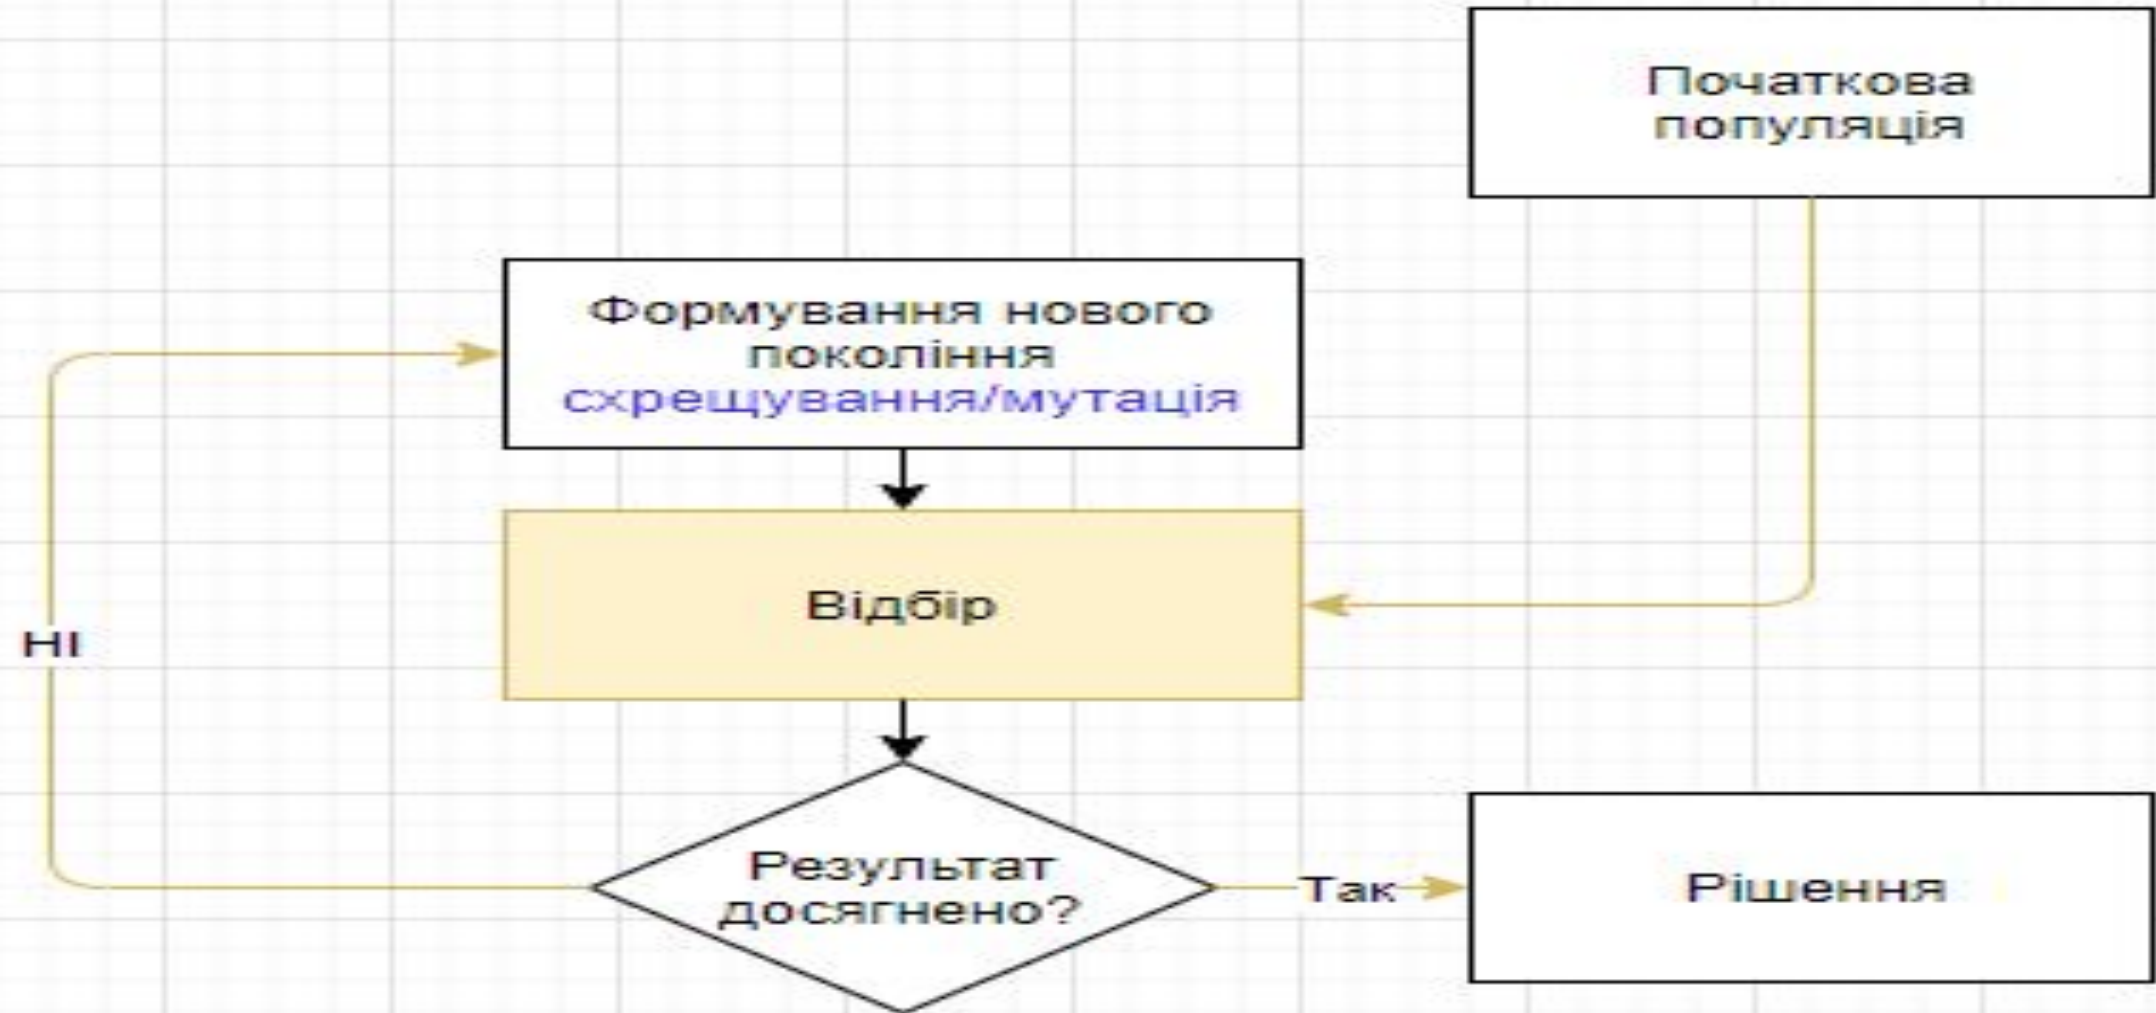 Початкова
популяція
Формування нового
покоління
схрещування/мутація
Відбір
НІ
Результат
досягнено?
Так
Рішення